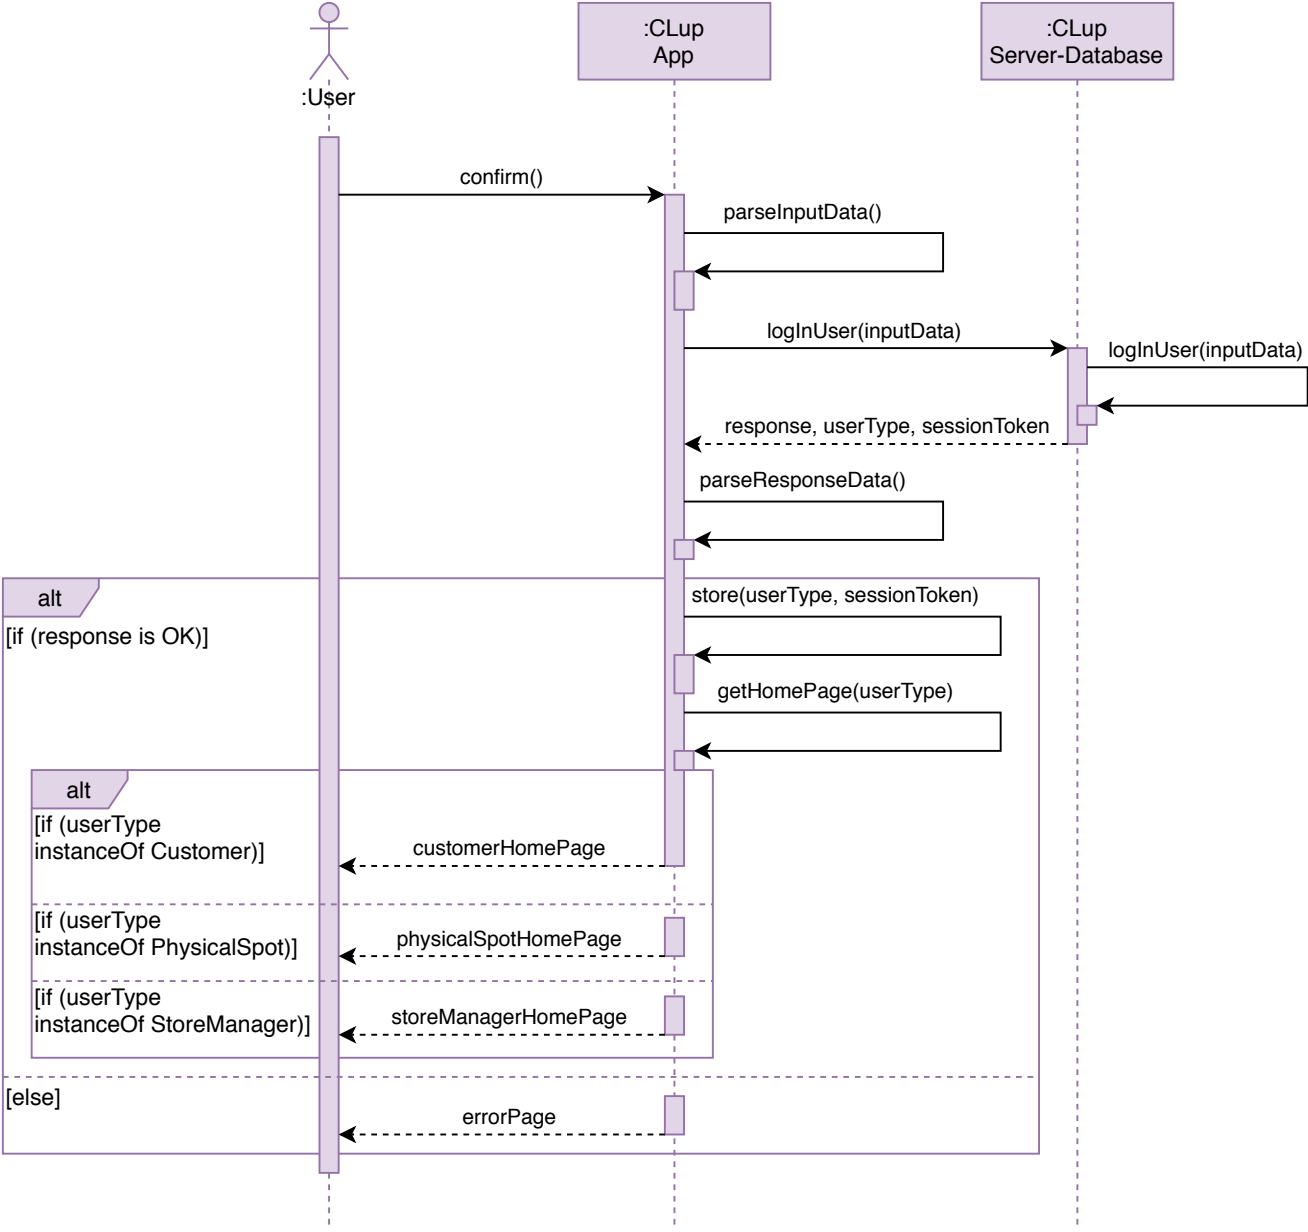 :User
:CLup
App
:CLup
Server-Database
confirm()
parseInputData()
logInUser(inputData)
logInUser(inputData)
response, userType, sessionToken
parseResponseData()
alt
[if (response is OK)]
store(userType, sessionToken)
getHomePage(userType)
alt
[if (userType
instanceOf Customer)]
customerHomePage
[if (userType
instanceOf PhysicalSpot)]
physicalSpotHomePage
[if (userType
instanceOf StoreManager)]
storeManagerHomePage
[else]
errorPage